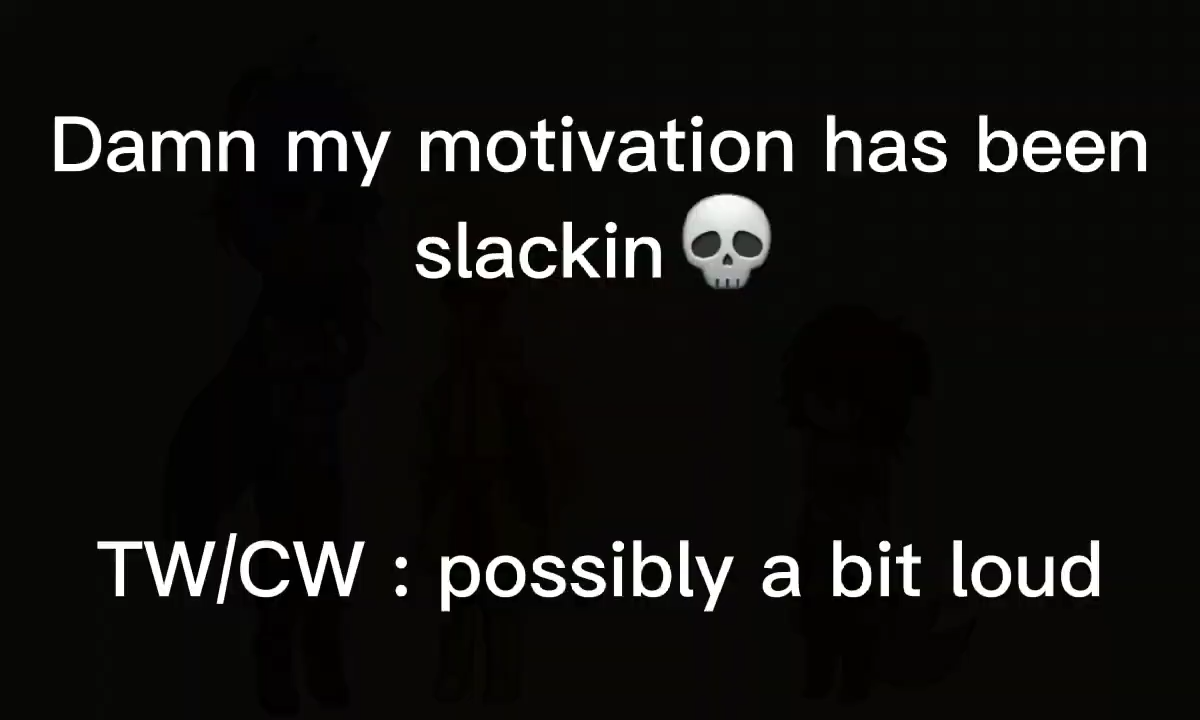 Damn my motivation has been
slackin💀
TW/CW : possibly a bit loud